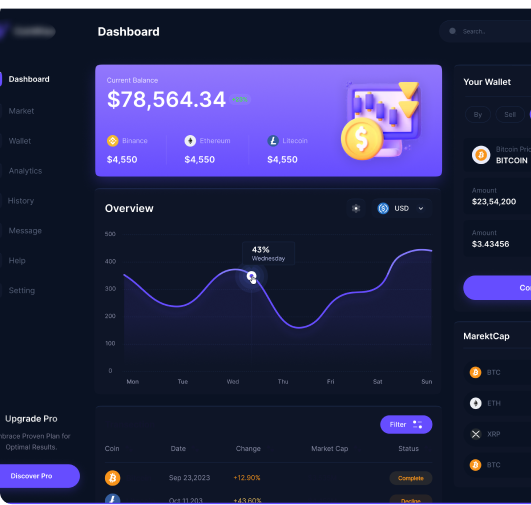 Dashboard
Search..
Dashboard
Market
Wallet
Analytics
History
Message
Help
Setting
Upgrade Pro
brace Proven Plan for
Optimal Results.
Discover Pro
Current Balance
$78,564.34 +23%
Binance
$4,550
Ethereum
$4,550
Litecoin
$4,550
Overview
USD
500
400
300
200
100
0
43%
Wednesday
Mon Tue Wed Thu Fri Sat Sun
Filter
Coin Date Change Market Cap Status
Sep 23,2023 +12.90% Complete
Oct 11,203 +43.60% Decline
Your Wallet
By Sell
Bitcoin Pric
BITCOIN
Amount
$23,54,200
Amount
$3.43456
Co
MarektCap
BTC
ETH
XRP
BTC